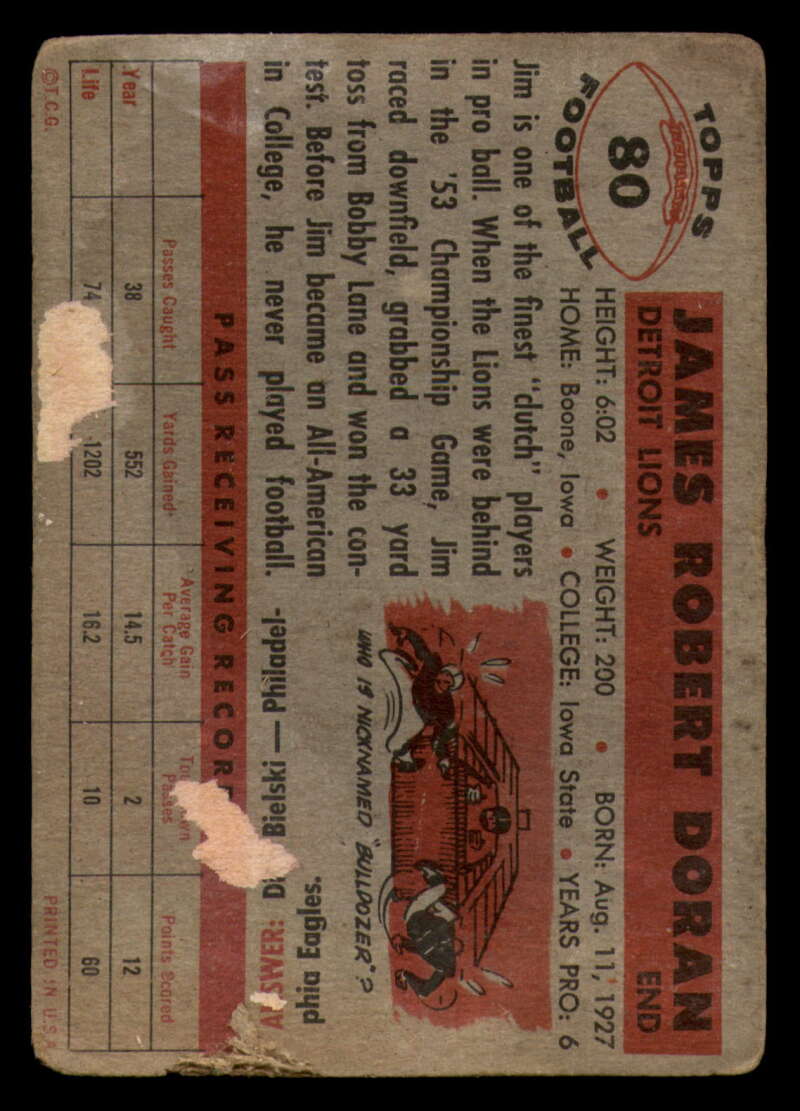 TOPPS
80
FOOTBALL
JAMES ROBERT DORAN
DETROIT LIONS END
HEIGHT: 6:02 • WEIGHT: 200 • BORN: Aug. 11, 1927
HOME: Boone, Iowa • COLLEGE: Iowa State • YEARS PRO: 6
Jim is one of the finest "clutch" players
in pro ball. When the Lions were behind
in the '53 Championship Game, Jim
raced downfield, grabbed a 33 yard
toss from Bobby Lane and won the con-
test. Before Jim became an All-American
in College, he never played football.
WHO IS NICKNAMED "BULLDOZER"?
ANSWER: Bielski — Philadel-
phia Eagles.
PASS RECEIVING RECORD
Passes Caught Yards Gained Average Gain Per Catch Passes Points Scored
Year 38 552 14.5 2 12
Life 74 1202 16.2 10 60
©T.C.G. PRINTED IN U.S.A